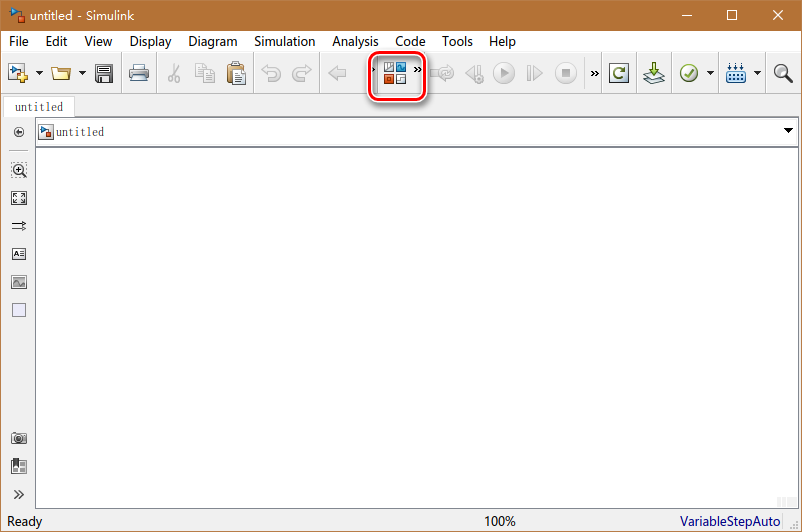 untitled - Simulink
File Edit View Display Diagram Simulation Analysis Code Tools Help
untitled
untitled
Ready 100% VariableStepAuto